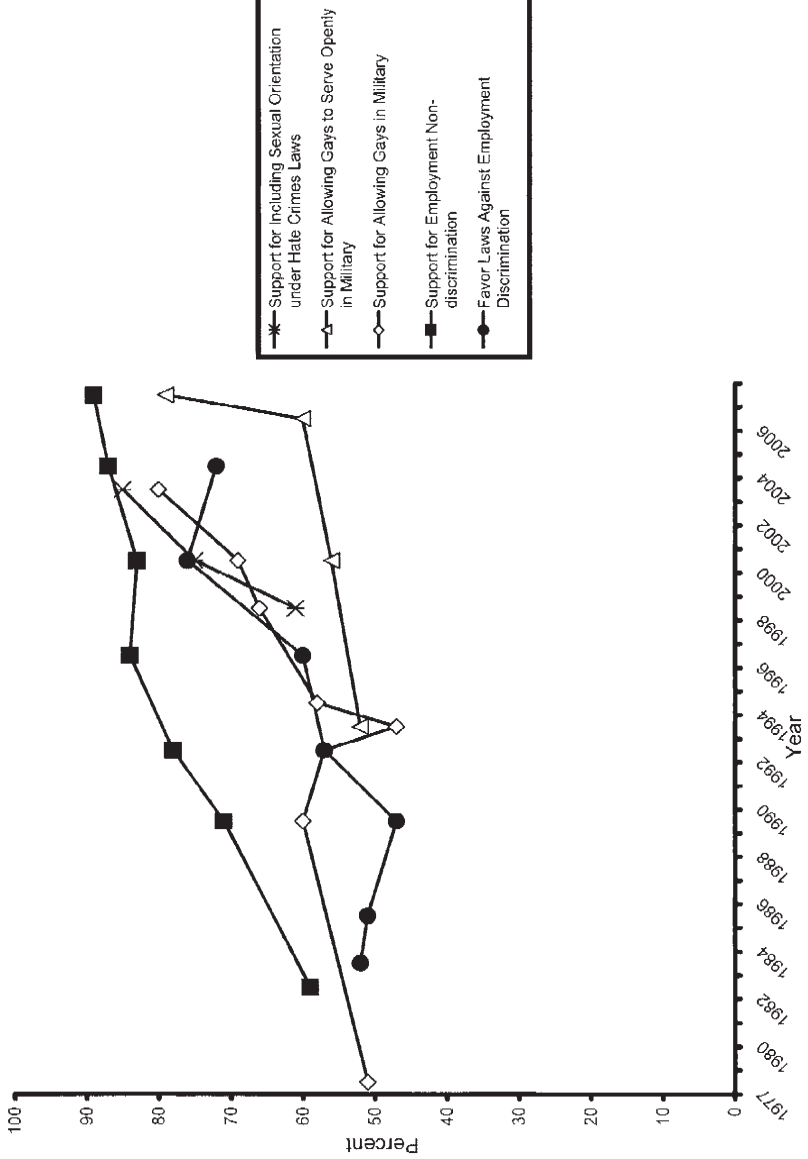 Support for Including Sexual Orientation
under Hate Crimes Laws
Support for Allowing Gays to Serve Openly
in Military
Support for Allowing Gays in Military
Support for Employment Non-
discrimination
Favor Laws Against Employment
Discrimination
Percent
100
90
80
70
60
50
40
30
20
10
0
1977
1980
1982
1984
1986
1988
1990
1992
1994
1996
1998
2000
2002
2004
2006
Year